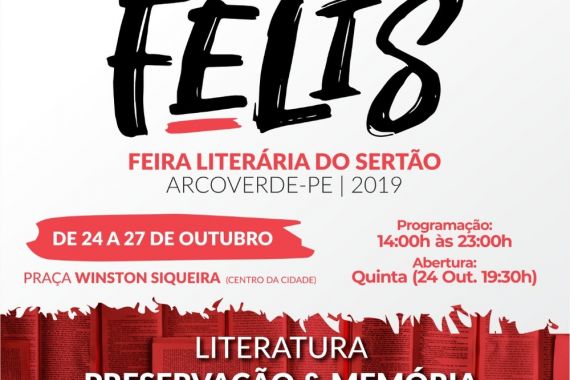 FELIS
FEIRA LITERÁRIA DO SERTÃO
ARCOVERDE-PE | 2019
DE 24 A 27 DE OUTUBRO
PRAÇA WINSTON SIQUEIRA (CENTRO DA CIDADE)
Programação:
14:00h às 23:00h
Abertura:
Quinta (24 Out. 19:30h)
LITERATURA
PRESERVAÇÃO & MEMÓRIA